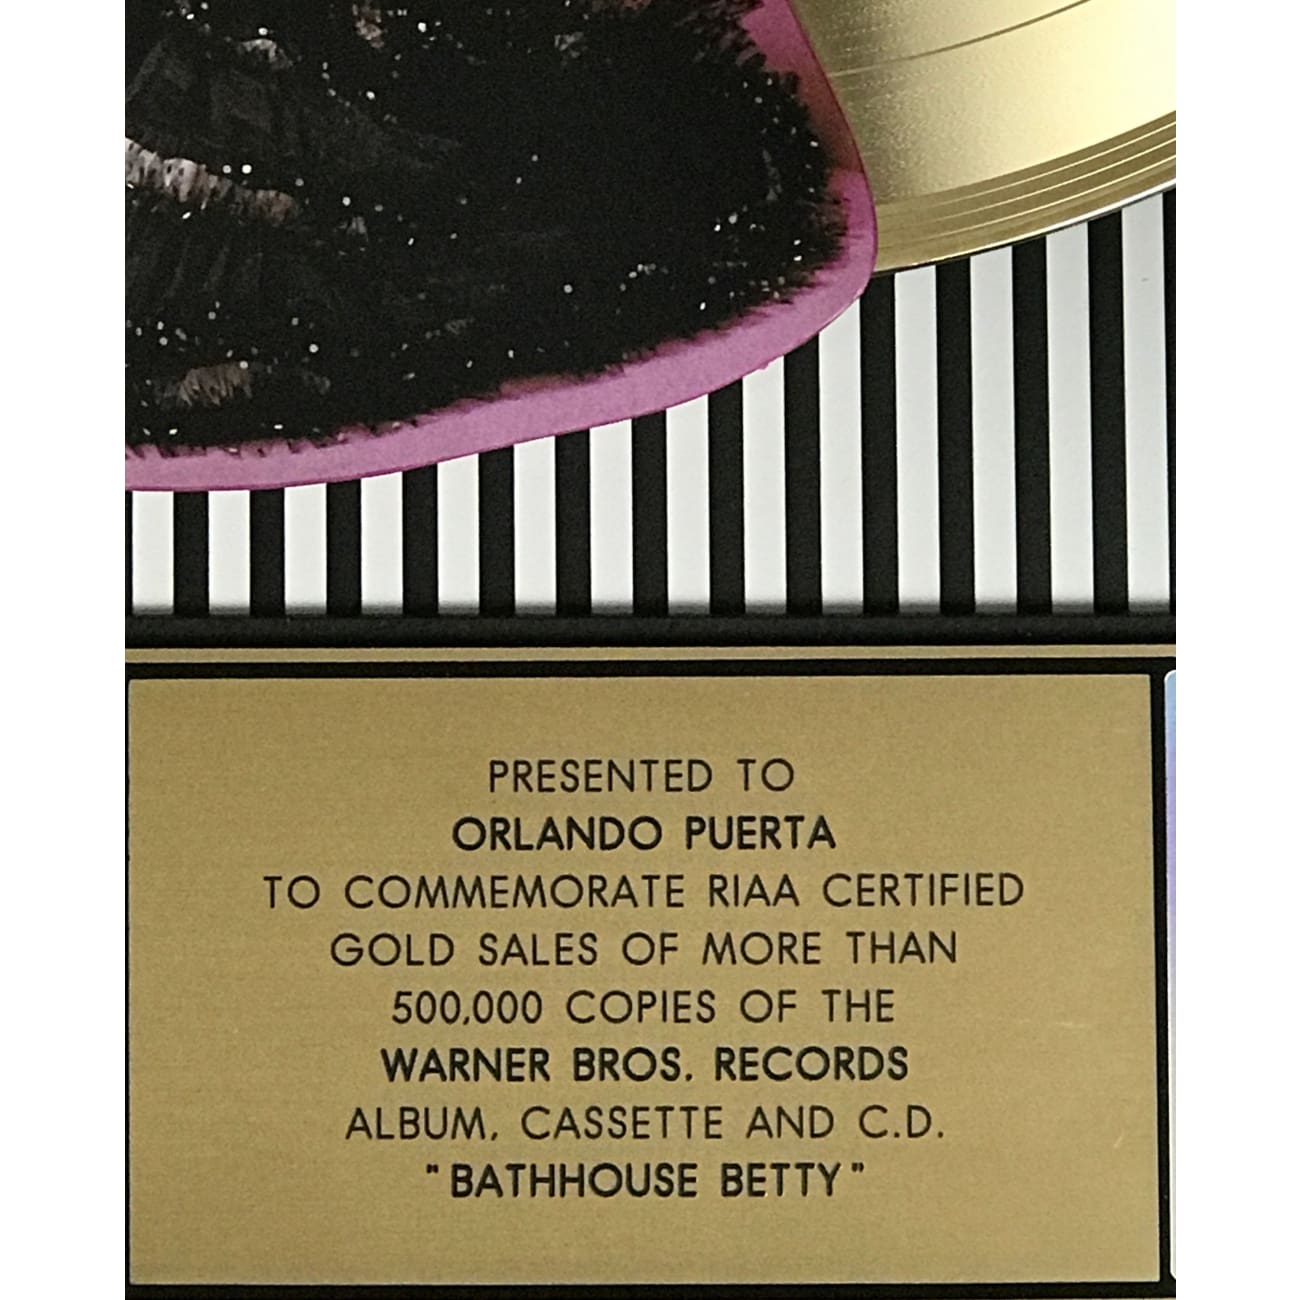 PRESENTED TO
ORLANDO PUERTA
TO COMMEMORATE RIAA CERTIFIED
GOLD SALES OF MORE THAN
500,000 COPIES OF THE
WARNER BROS. RECORDS
ALBUM, CASSETTE AND C.D.
"BATHHOUSE BETTY"